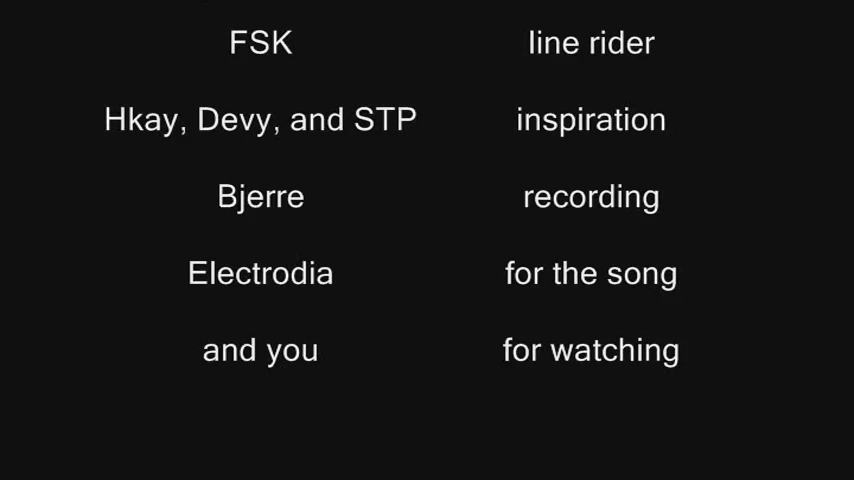 FSK line rider
Hkay, Devy, and STP inspiration
Bjerre recording
Electrodia for the song
and you for watching